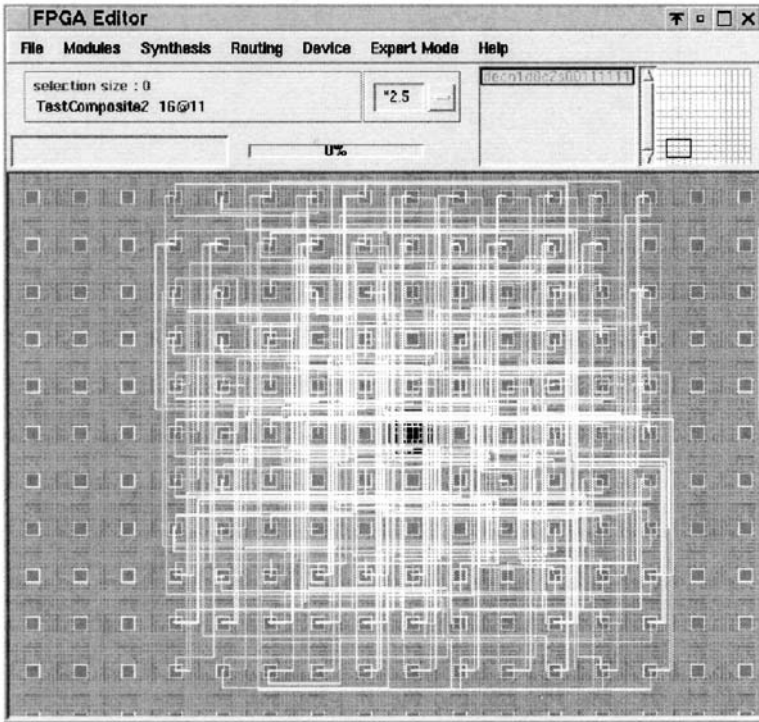 FPGA Editor
File Modules Synthesis Routing Device Expert Mode Help
selection size : 0
TestComposite2 16@11
*2.5
0%